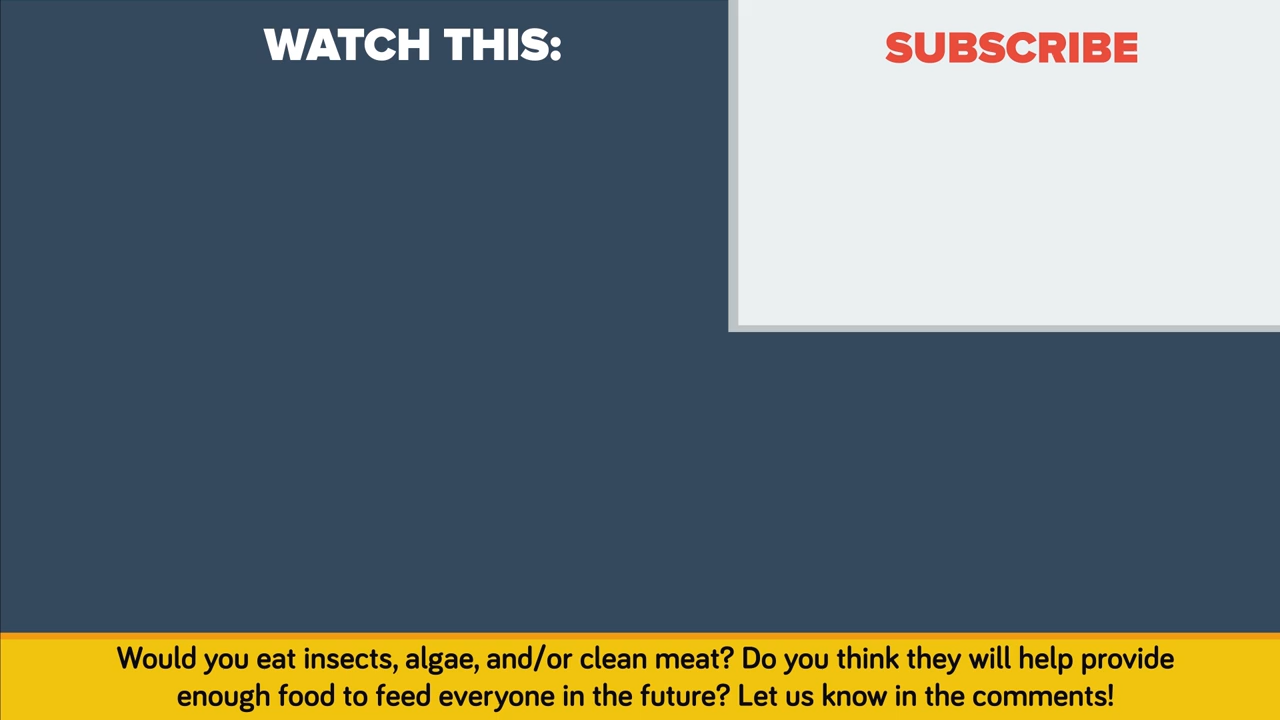 WATCH THIS:
SUBSCRIBE
Would you eat insects, algae, and/or clean meat? Do you think they will help provide
enough food to feed everyone in the future? Let us know in the comments!